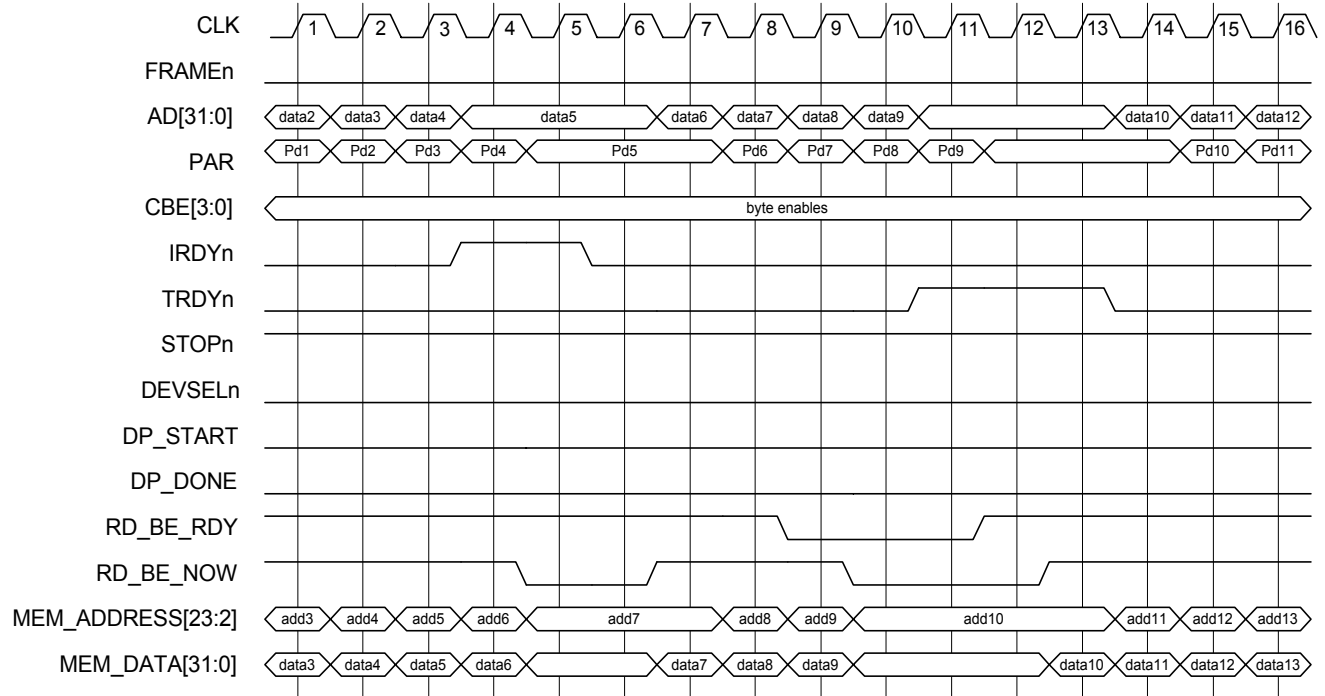 CLK 1 2 3 4 5 6 7 8 9 10 11 12 13 14 15 16
FRAMEn
AD[31:0] data2 data3 data4 data5 data6 data7 data8 data9 data10 data11 data12
PAR Pd1 Pd2 Pd3 Pd4 Pd5 Pd6 Pd7 Pd8 Pd9 Pd10 Pd11
CBE[3:0] byte enables
IRDYn
TRDYn
STOPn
DEVSELn
DP_START
DP_DONE
RD_BE_RDY
RD_BE_NOW
MEM_ADDRESS[23:2] add3 add4 add5 add6 add7 add8 add9 add10 add11 add12 add13
MEM_DATA[31:0] data3 data4 data5 data6 data7 data8 data9 data10 data11 data12 data13